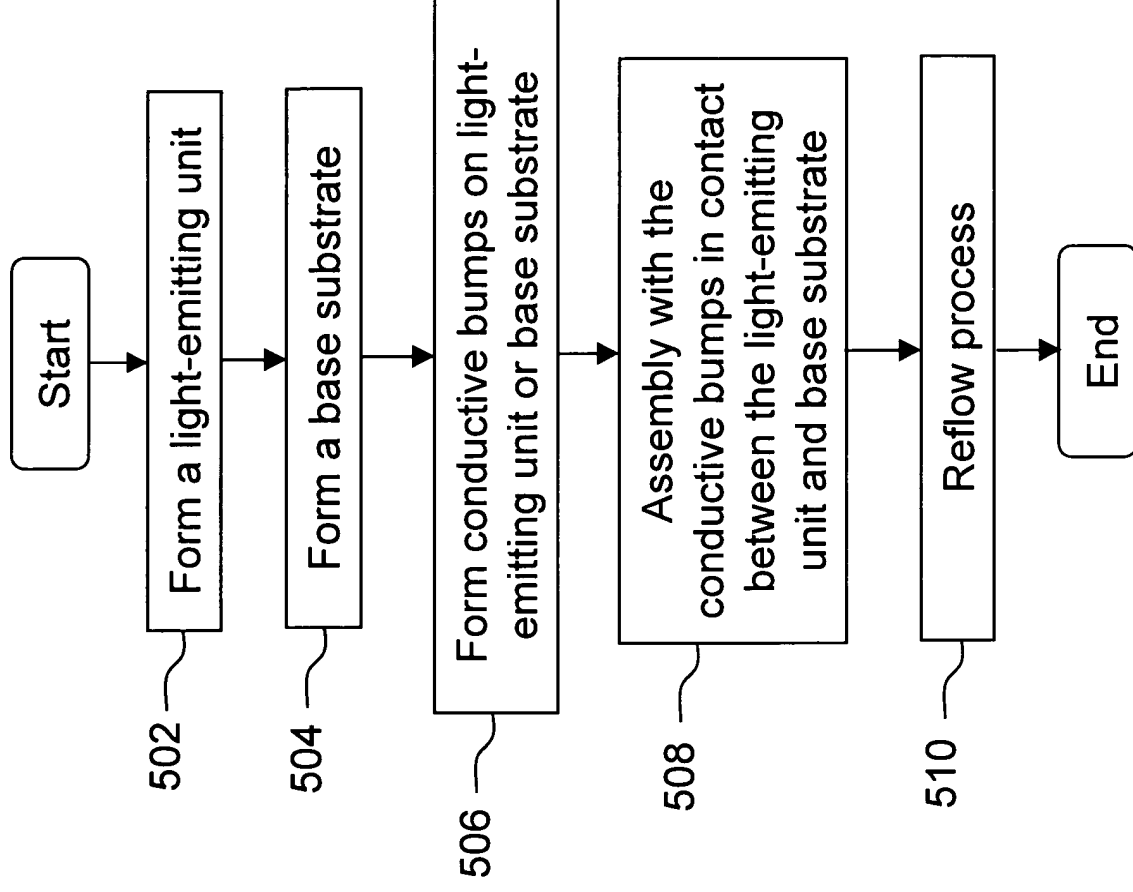 Start
502
Form a light-emitting unit
504
Form a base substrate
506
Form conductive bumps on light-
emitting unit or base substrate
508
Assembly with the
conductive bumps in contact
between the light-emitting
unit and base substrate
510
Reflow process
End